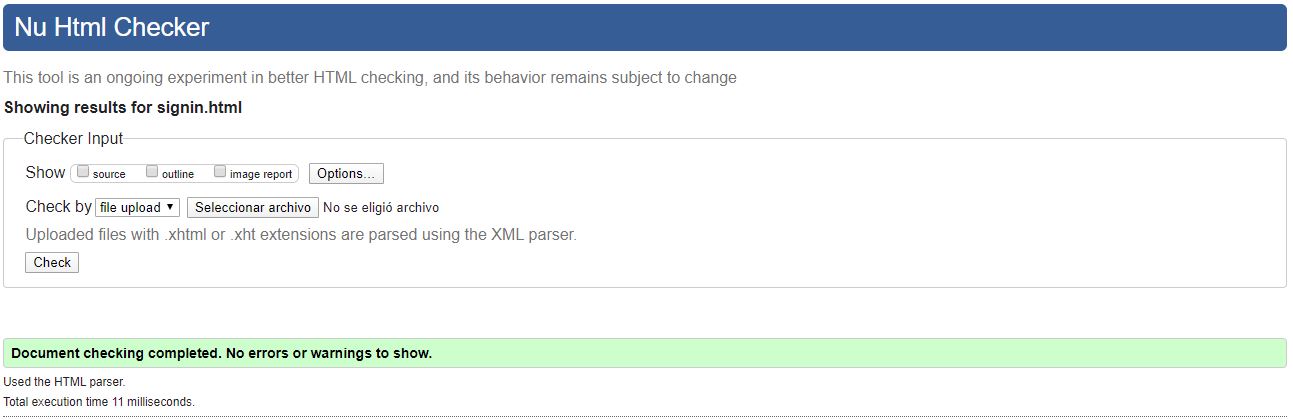 Nu Html Checker
This tool is an ongoing experiment in better HTML checking, and its behavior remains subject to change
Showing results for signin.html
Checker Input
Show source outline image report Options...
Check by file upload Seleccionar archivo No se eligió archivo
Uploaded files with .xhtml or .xht extensions are parsed using the XML parser.
Check
Document checking completed. No errors or warnings to show.
Used the HTML parser.
Total execution time 11 milliseconds.